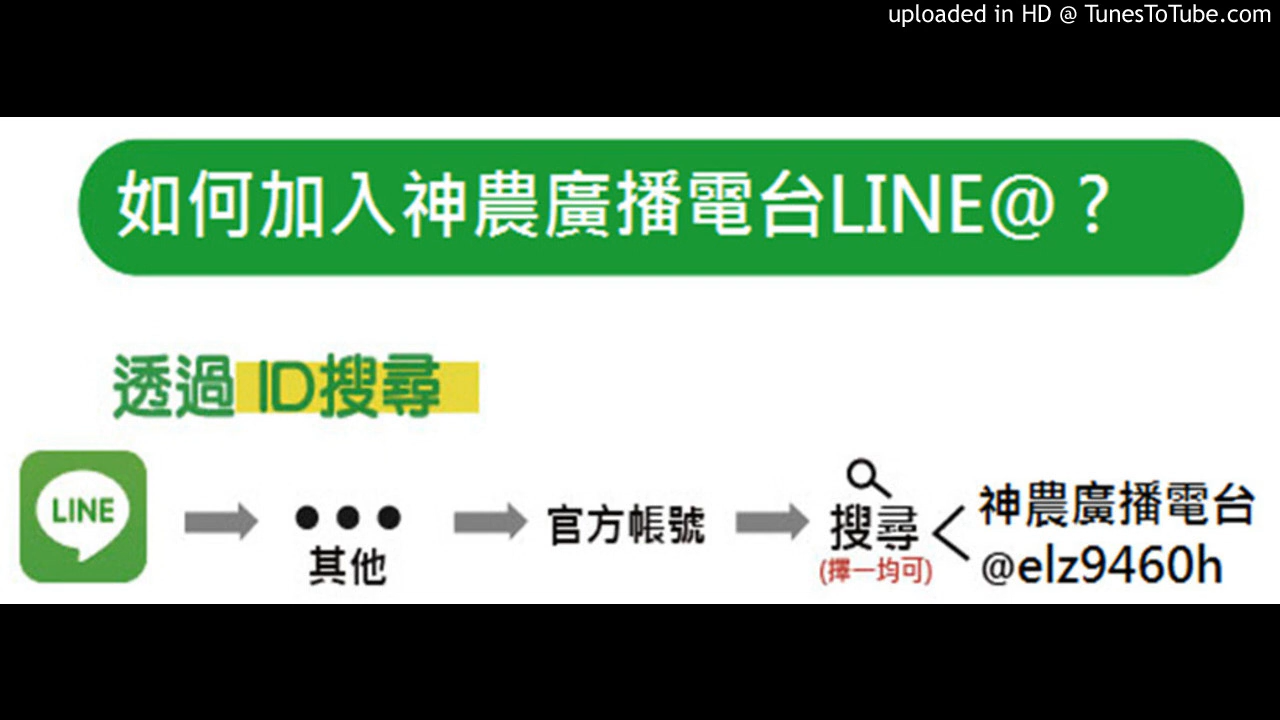 uploaded in HD @ TunesToTube.com
如何加入神農廣播電台LINE@？
透過 ID搜尋
LINE
其他
官方帳號
搜尋
(擇一均可)
神農廣播電台
@elz9460h